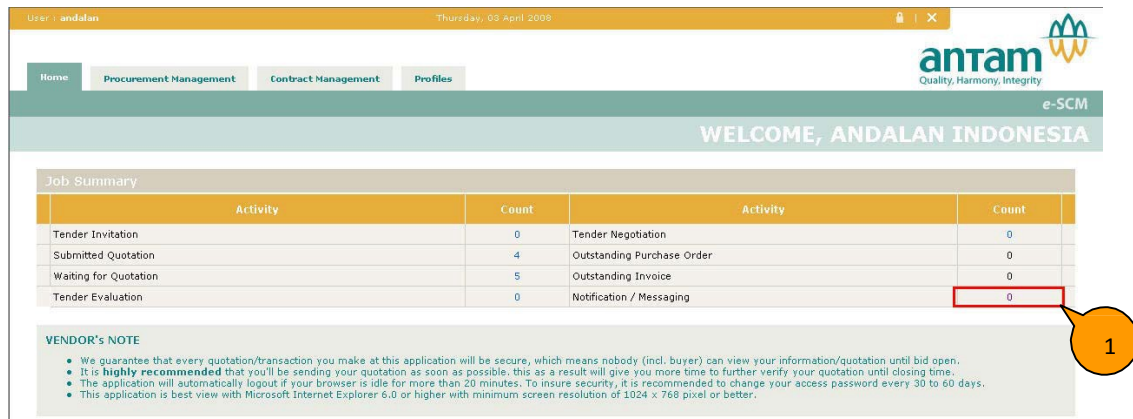 User : andalan
Thursday, 03 April 2008
antam
Quality, Harmony, Integrity
Home
Procurement Management
Contract Management
Profiles
e-SCM
WELCOME, ANDALAN INDONESIA
Job Summary
Activity Count Activity Count
Tender Invitation 0 Tender Negotiation 0
Submitted Quotation 4 Outstanding Purchase Order 0
Waiting for Quotation 5 Outstanding Invoice 0
Tender Evaluation 0 Notification / Messaging 0
1
VENDOR's NOTE
• We guarantee that every quotation/transaction you make at this application will be secure, which means nobody (incl. buyer) can view your information/quotation until bid open.
• It is highly recommended that you'll be sending your quotation as soon as possible. this as a result will give you more time to further verify your quotation until closing time.
• The application will automatically logout if your browser is idle for more than 20 minutes. To insure security, it is recommended to change your access password every 30 to 60 days.
• This application is best view with Microsoft Internet Explorer 6.0 or higher with minimum screen resolution of 1024 x 768 pixel or better.